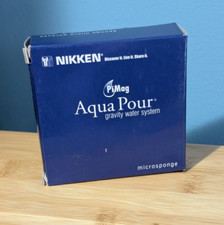 NIKKEN® Discover it. Live it. Share it.
PiMag
Aqua Pour®
gravity water system
microsponge